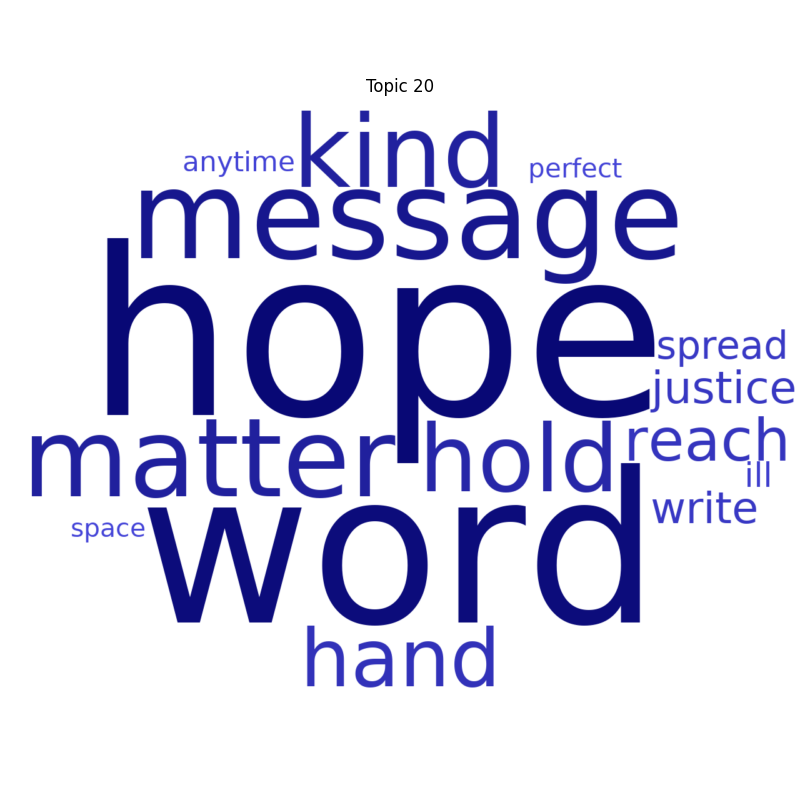 Topic 20
kind
anytime
perfect
message
hope
spread
justice
matter
hold
reach
ill
write
space
word
hand